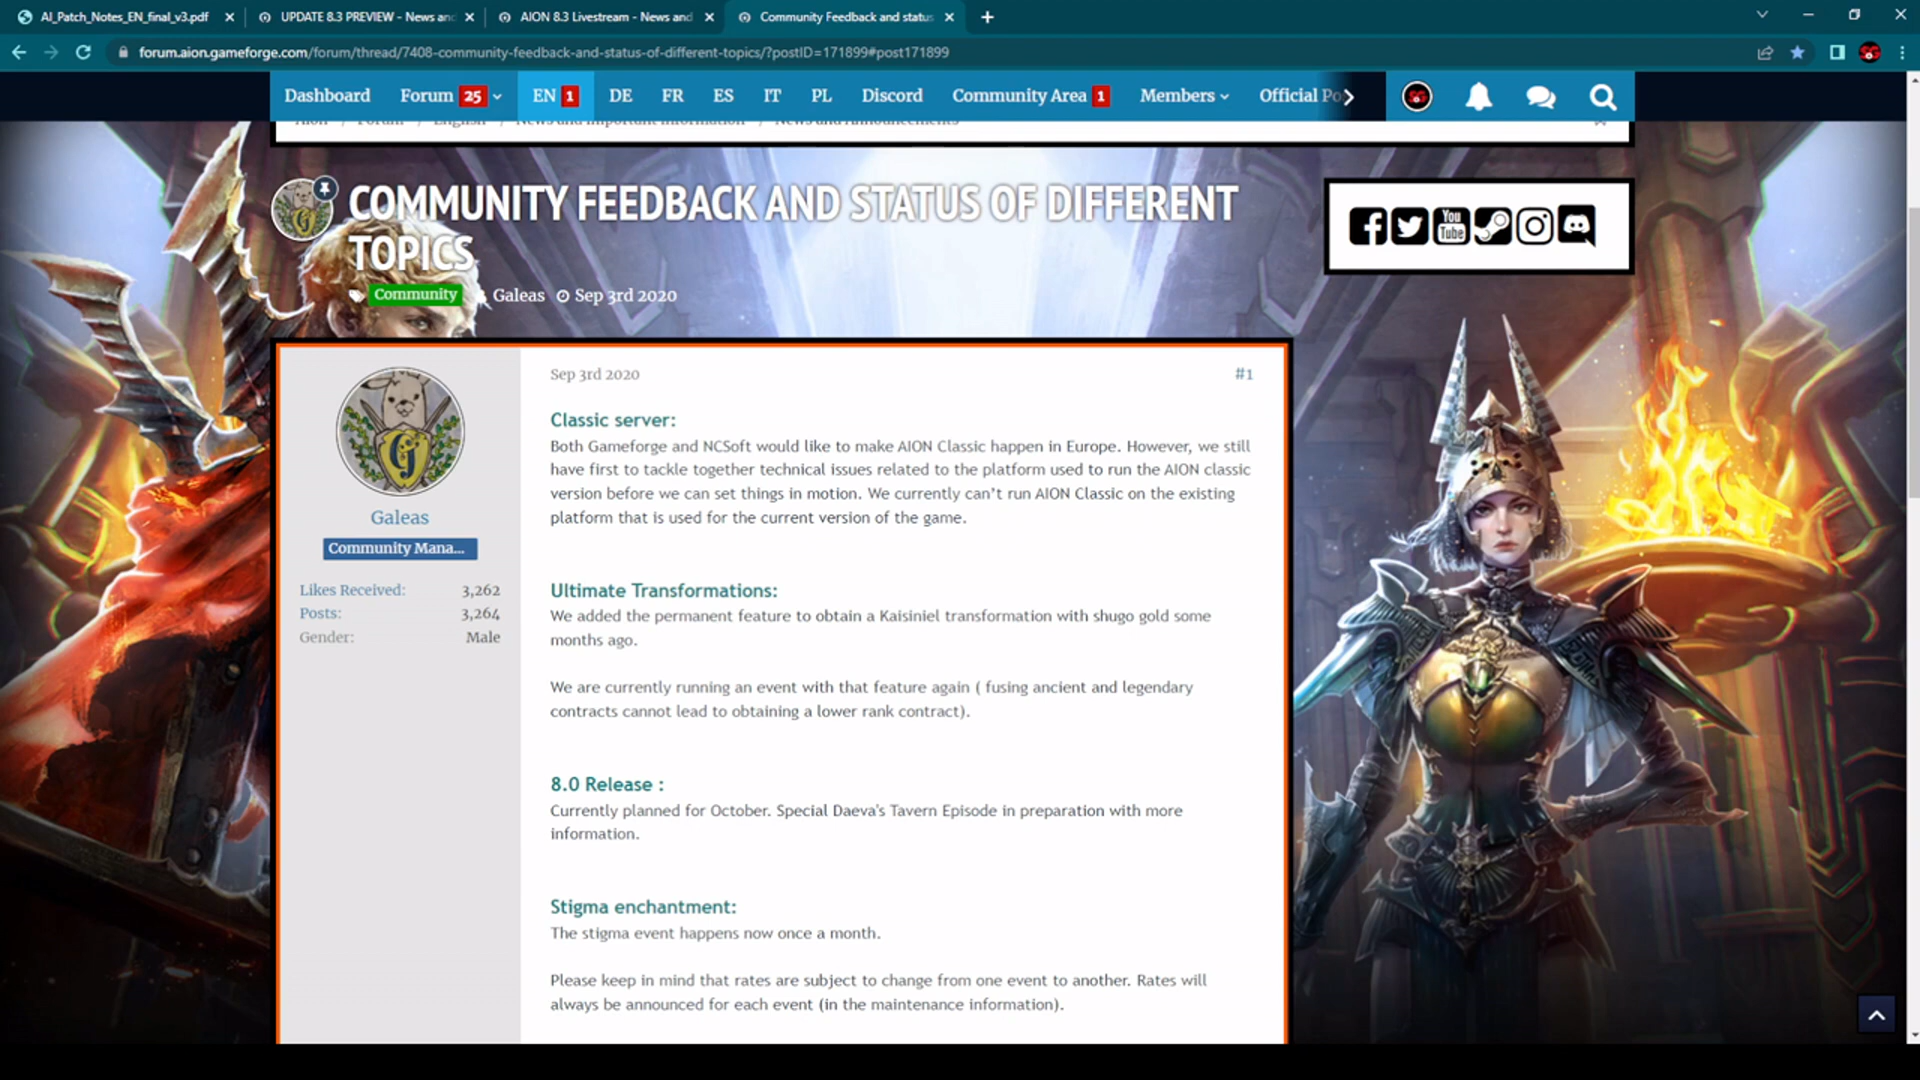 AI_Patch_Notes_EN_final_v3.pdf
UPDATE 8.3 PREVIEW - News and
AION 8.3 Livestream - News and
Community Feedback and status
forum.aion.gameforge.com/forum/thread/7408-community-feedback-and-status-of-different-topics/?postID=171899#post171899
Dashboard Forum 25 EN 1 DE FR ES IT PL Discord Community Area 1 Members Official Po
Aion / Forum / English / News and Important Information / News and Announcements
COMMUNITY FEEDBACK AND STATUS OF DIFFERENT
TOPICS
Community Galeas Sep 3rd 2020
You
Tube
G
Galeas
Community Mana...
Likes Received: 3,262
Posts: 3,264
Gender: Male
Sep 3rd 2020 #1
Classic server:
Both Gameforge and NCSoft would like to make AION Classic happen in Europe. However, we still
have first to tackle together technical issues related to the platform used to run the AION classic
version before we can set things in motion. We currently can't run AION Classic on the existing
platform that is used for the current version of the game.
Ultimate Transformations:
We added the permanent feature to obtain a Kaisiniel transformation with shugo gold some
months ago.
We are currently running an event with that feature again ( fusing ancient and legendary
contracts cannot lead to obtaining a lower rank contract).
8.0 Release :
Currently planned for October. Special Daeva's Tavern Episode in preparation with more
information.
Stigma enchantment:
The stigma event happens now once a month.
Please keep in mind that rates are subject to change from one event to another. Rates will
always be announced for each event (in the maintenance information).